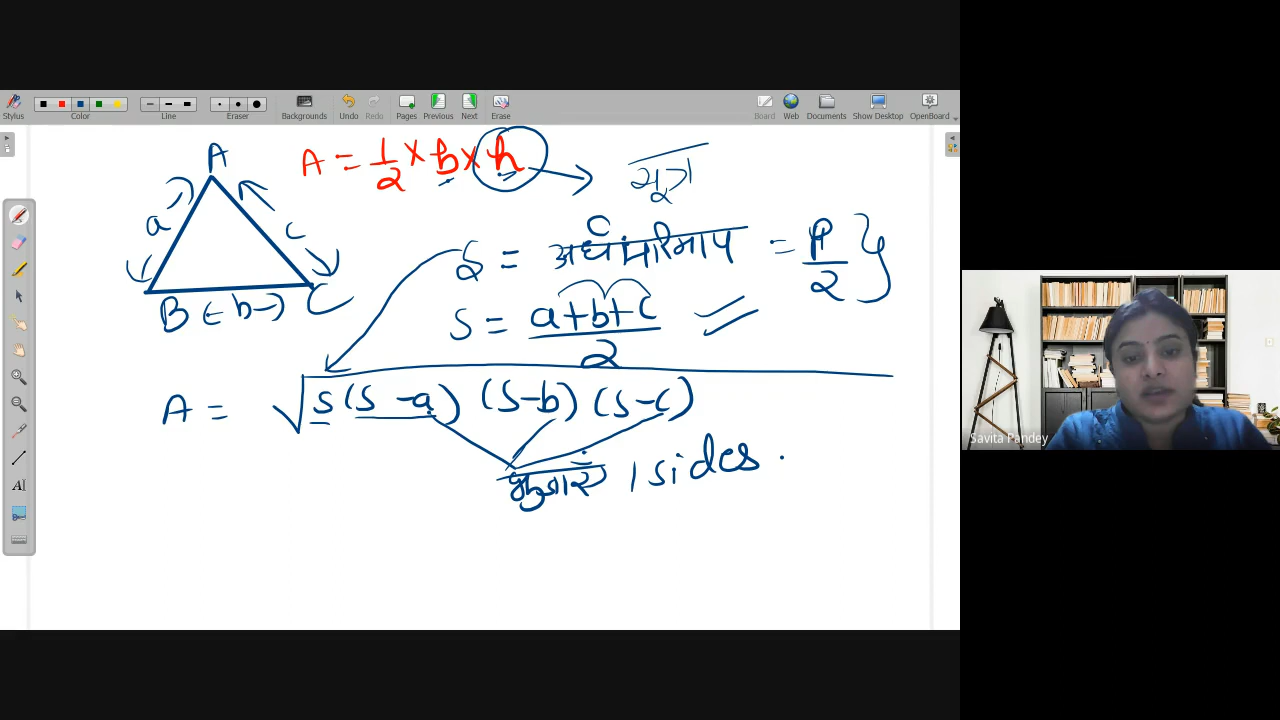 Stylus Color Line Eraser Backgrounds Undo Redo Pages Previous Next Erase Board Web Documents Show Desktop OpenBoard
A
A = 1/2 × b × h → सूत्र
a c
S = अर्धपरिमाप = P/2 }
B ← b → C
S = a+b+c/2
A = √s(s-a) (s-b) (s-c)
Savita Pandey
भुजाएं / sides .